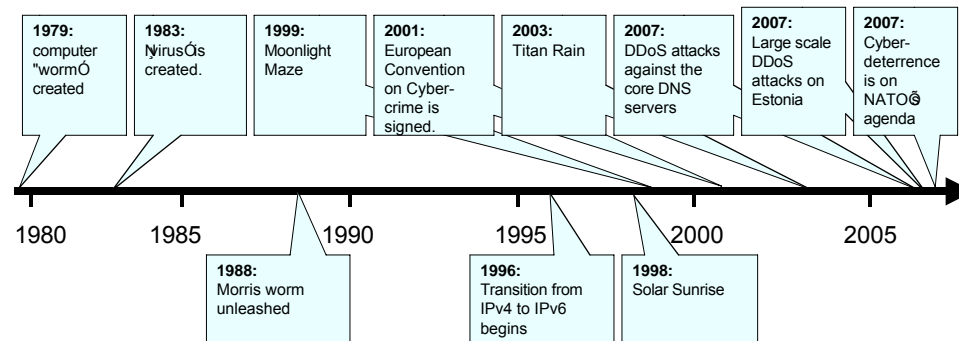 1979:
computer
"wormÓ
created
1983:
ÒvirusÓ is
created.
1999:
Moonlight
Maze
2001:
European
Convention
on Cyber-
crime is
signed.
2003:
Titan Rain
2007:
DDoS attacks
against the
core DNS
servers
2007:
Large scale
DDoS
attacks on
Estonia
2007:
Cyber-
deterrence
is on
NATOÕs
agenda
1980
1985
1990
1995
2000
2005
1988:
Morris worm
unleashed
1996:
Transition from
IPv4 to IPv6
begins
1998:
Solar Sunrise